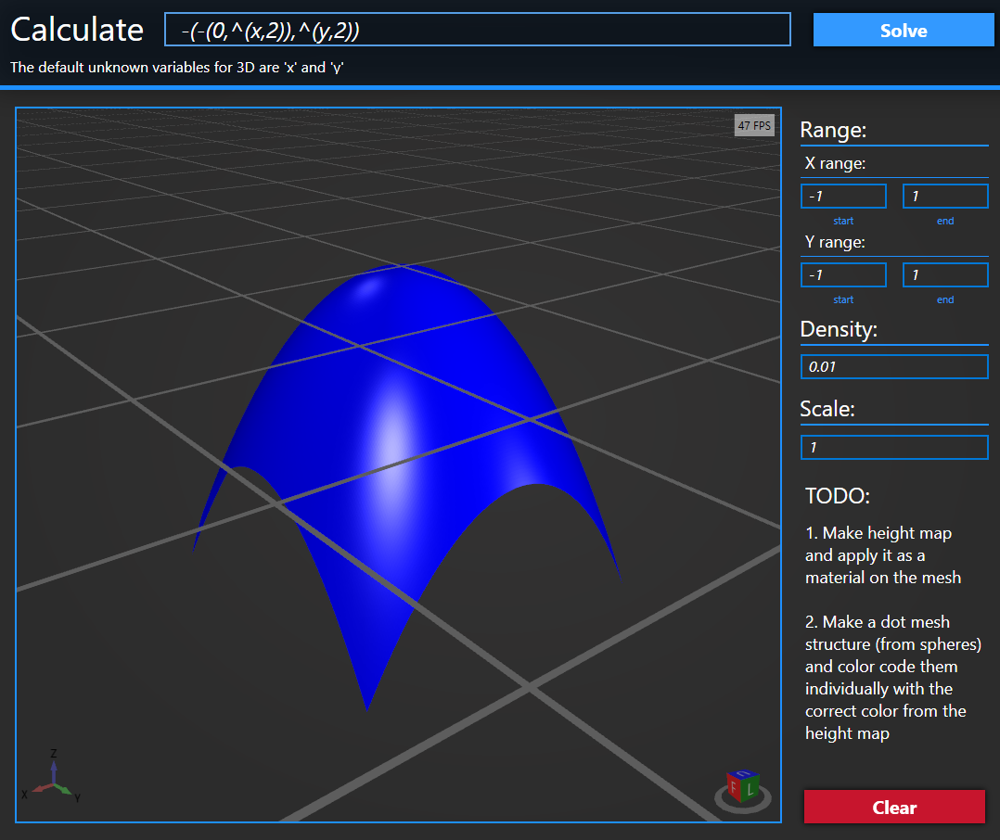 Calculate
-(-(0,^(x,2)),^(y,2))
Solve
The default unknown variables for 3D are 'x' and 'y'
47 FPS
Range:
X range:
-1
1
start
end
Y range:
-1
1
start
end
Density:
0.01
Scale:
1
TODO:
1. Make height map
and apply it as a
material on the mesh
2. Make a dot mesh
structure (from spheres)
and color code them
individually with the
correct color from the
height map
Z
X
Y
F
L
Clear